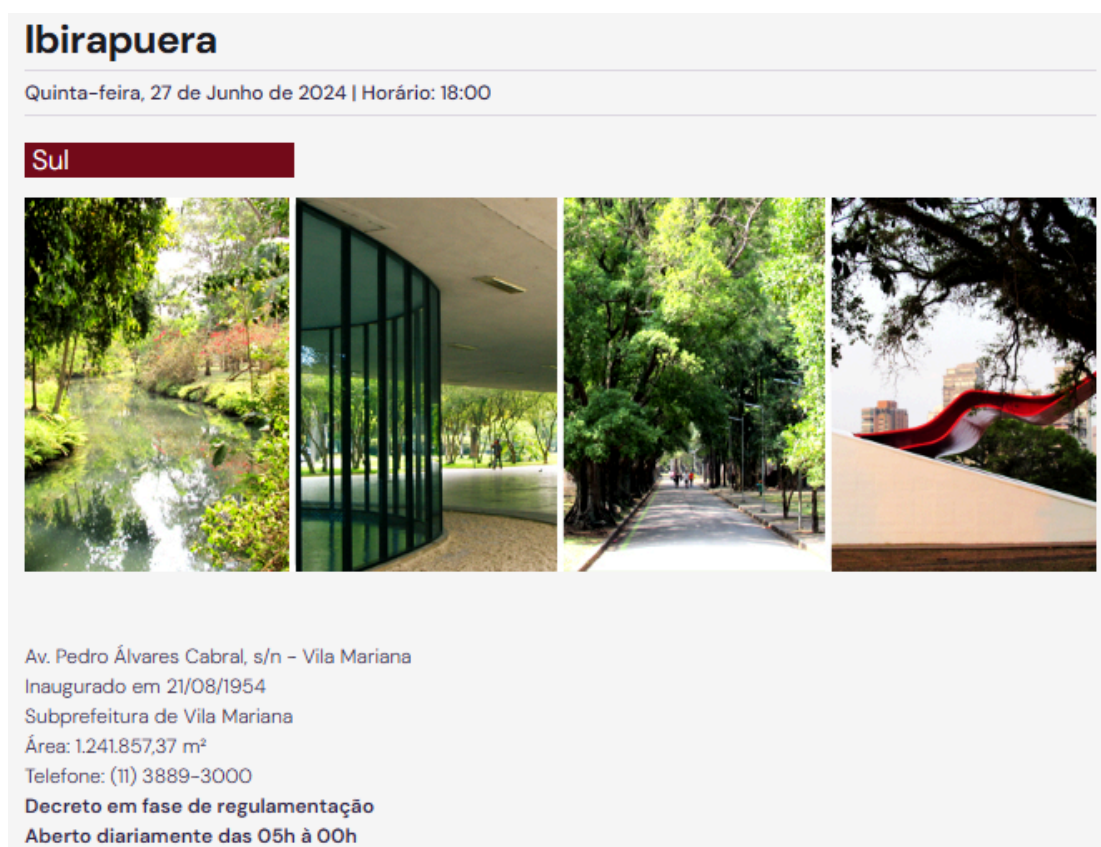 Ibirapuera
Quinta-feira, 27 de Junho de 2024 | Horário: 18:00
Sul
Av. Pedro Álvares Cabral, s/n - Vila Mariana
Inaugurado em 21/08/1954
Subprefeitura de Vila Mariana
Área: 1.241.857,37 m²
Telefone: (11) 3889-3000
Decreto em fase de regulamentação
Aberto diariamente das 05h à 00h